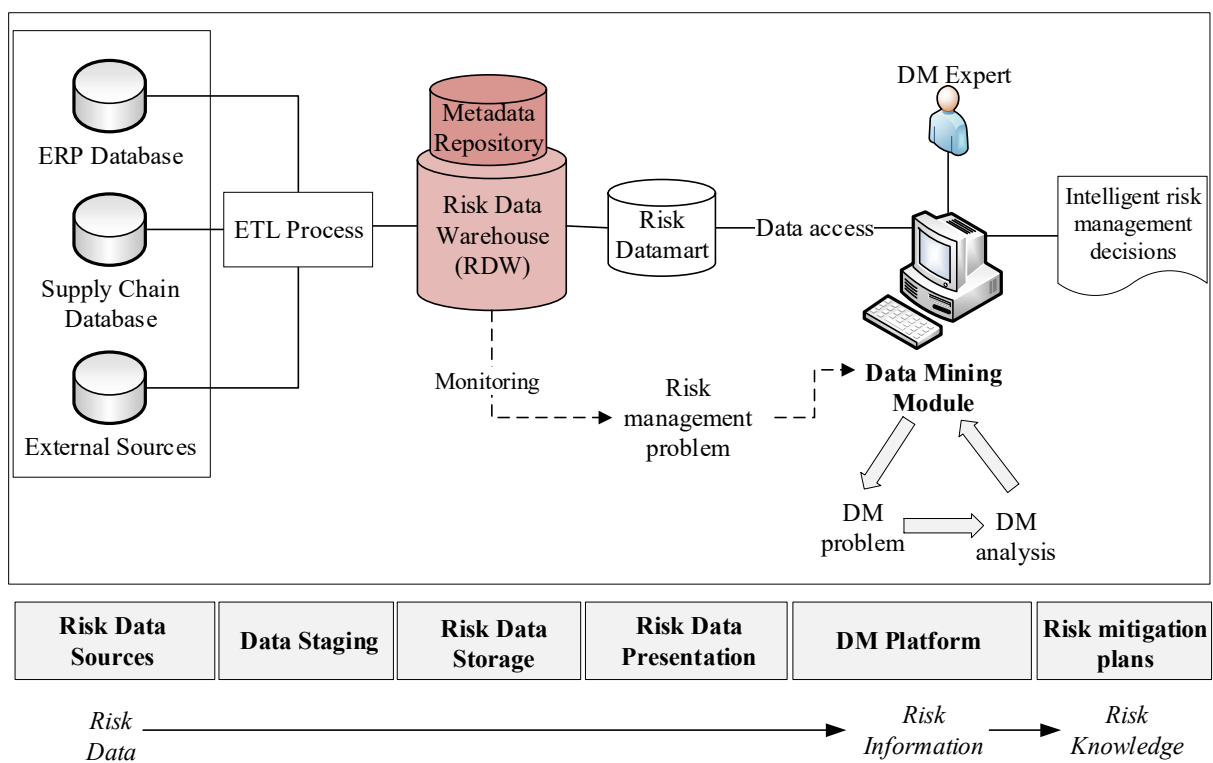 ERP Database
Supply Chain
Database
External Sources
ETL Process
Metadata
Repository
Risk Data
Warehouse
(RDW)
Risk
Datamart
Data access
DM Expert
Intelligent risk
management
decisions
Monitoring
Risk
management
problem
Data Mining
Module
DM
problem
DM
analysis
Risk Data
Sources
Data Staging
Risk Data
Storage
Risk Data
Presentation
DM Platform
Risk mitigation
plans
Risk
Data
Risk
Information
Risk
Knowledge